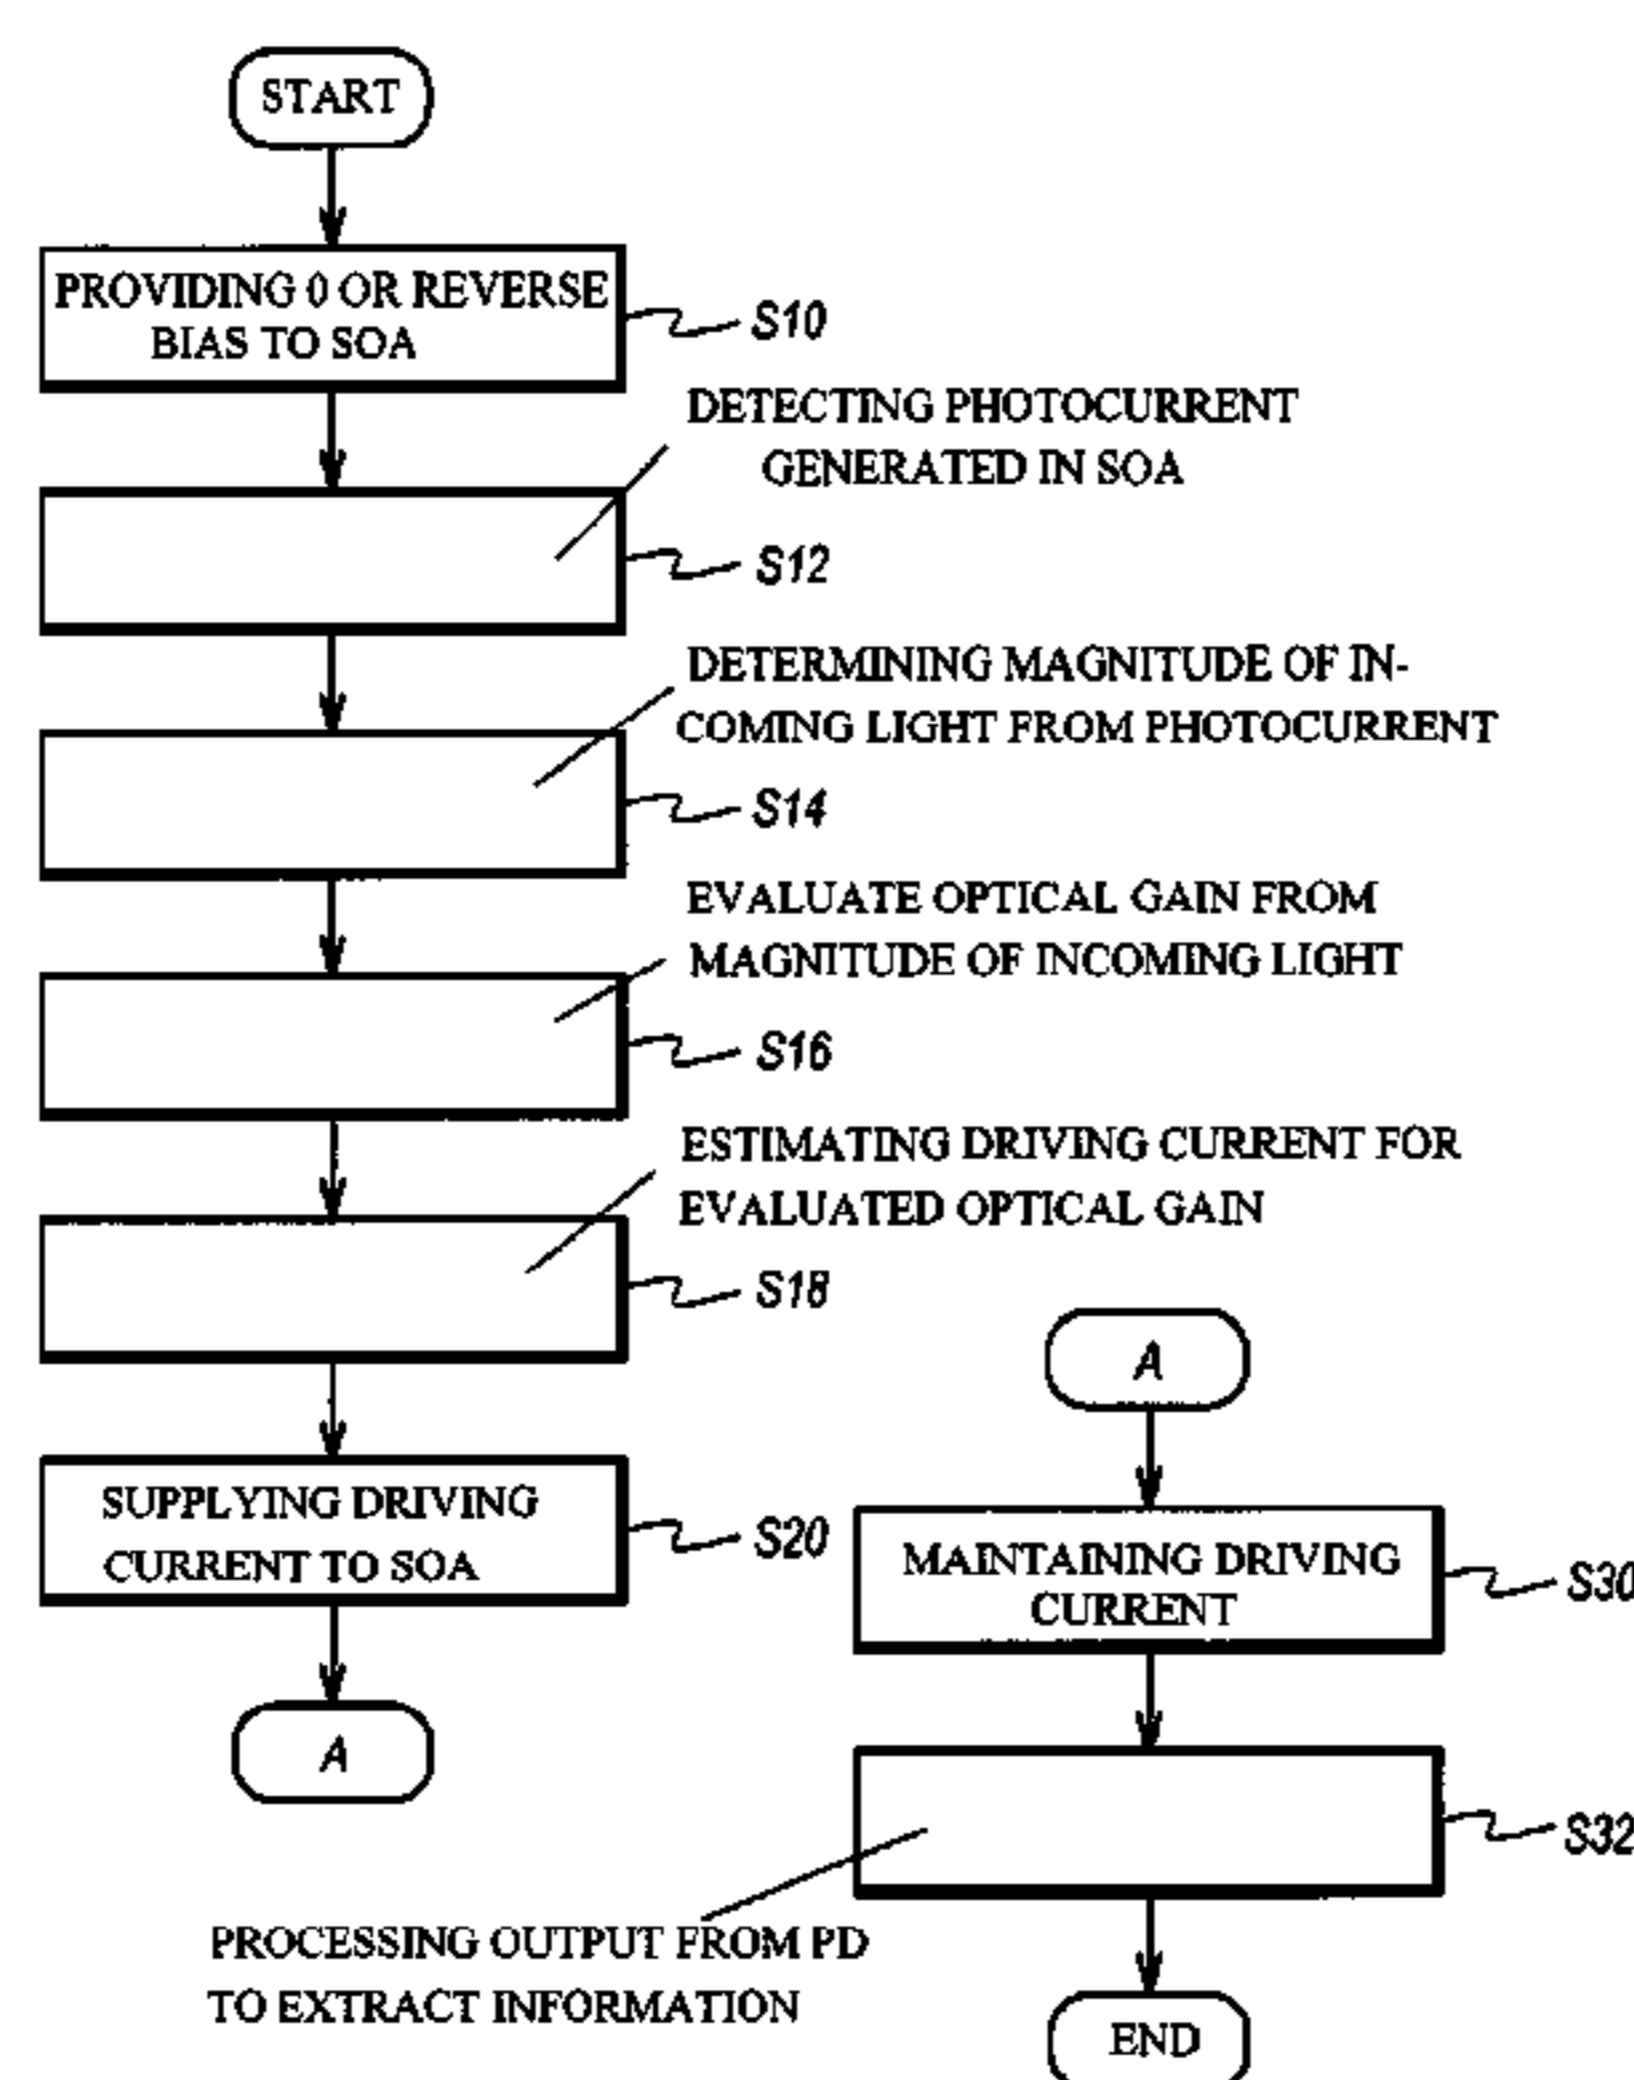 START
PROVIDING 0 OR REVERSE
BIAS TO SOA
S10
DETECTING PHOTOCURRENT
GENERATED IN SOA
S12
DETERMINING MAGNITUDE OF IN-
COMING LIGHT FROM PHOTOCURRENT
S14
EVALUATE OPTICAL GAIN FROM
MAGNITUDE OF INCOMING LIGHT
S16
ESTIMATING DRIVING CURRENT FOR
EVALUATED OPTICAL GAIN
S18
SUPPLYING DRIVING
CURRENT TO SOA
S20
A
A
MAINTAINING DRIVING
CURRENT
S30
S32
PROCESSING OUTPUT FROM PD
TO EXTRACT INFORMATION
END